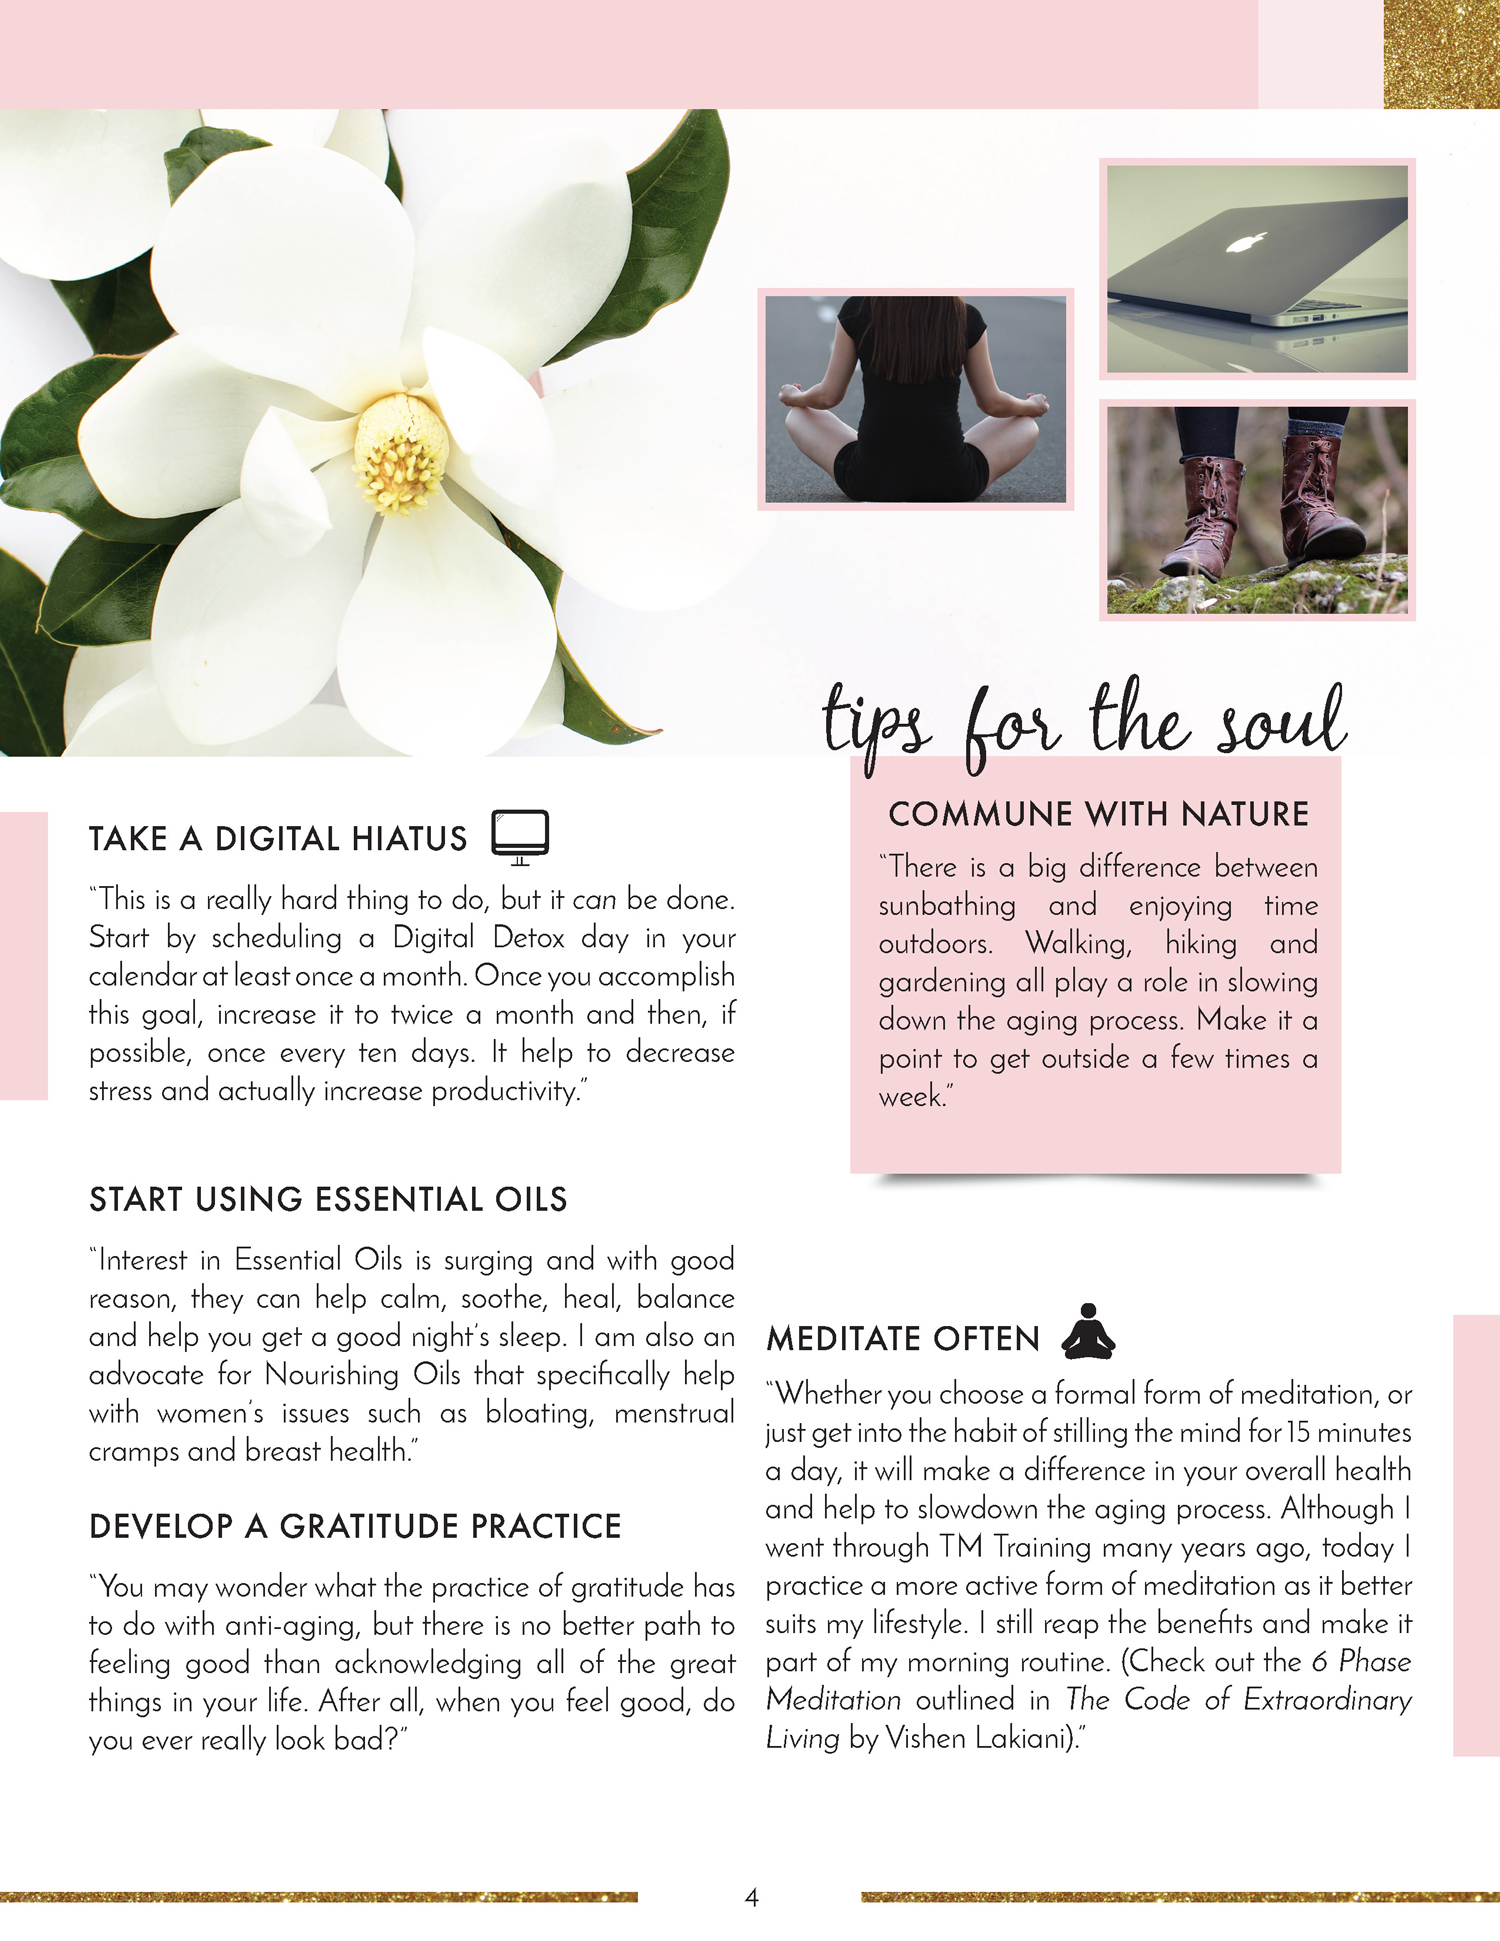 tips for the soul
TAKE A DIGITAL HIATUS
“This is a really hard thing to do, but it can be done.
Start by scheduling a Digital Detox day in your
calendar at least once a month. Once you accomplish
this goal, increase it to twice a month and then, if
possible, once every ten days. It help to decrease
stress and actually increase productivity.”
START USING ESSENTIAL OILS
“Interest in Essential Oils is surging and with good
reason, they can help calm, soothe, heal, balance
and help you get a good night’s sleep. I am also an
advocate for Nourishing Oils that specifically help
with women’s issues such as bloating, menstrual
cramps and breast health.”
DEVELOP A GRATITUDE PRACTICE
“You may wonder what the practice of gratitude has
to do with anti-aging, but there is no better path to
feeling good than acknowledging all of the great
things in your life. After all, when you feel good, do
you ever really look bad?”
COMMUNE WITH NATURE
“There is a big difference between
sunbathing and enjoying time
outdoors. Walking, hiking and
gardening all play a role in slowing
down the aging process. Make it a
point to get outside a few times a
week.”
MEDITATE OFTEN
“Whether you choose a formal form of meditation, or
just get into the habit of stilling the mind for 15 minutes
a day, it will make a difference in your overall health
and help to slowdown the aging process. Although I
went through TM Training many years ago, today I
practice a more active form of meditation as it better
suits my lifestyle. I still reap the benefits and make it
part of my morning routine. (Check out the 6 Phase
Meditation outlined in The Code of Extraordinary
Living by Vishen Lakiani).”
4